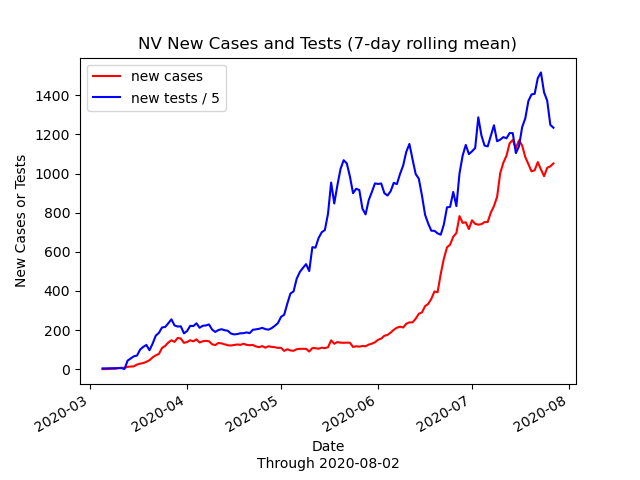 NV New Cases and Tests (7-day rolling mean)
new cases
new tests / 5
New Cases or Tests
1400
1200
1000
800
600
400
200
0
2020-03
2020-04
2020-05
2020-06
2020-07
2020-08
Date
Through 2020-08-02